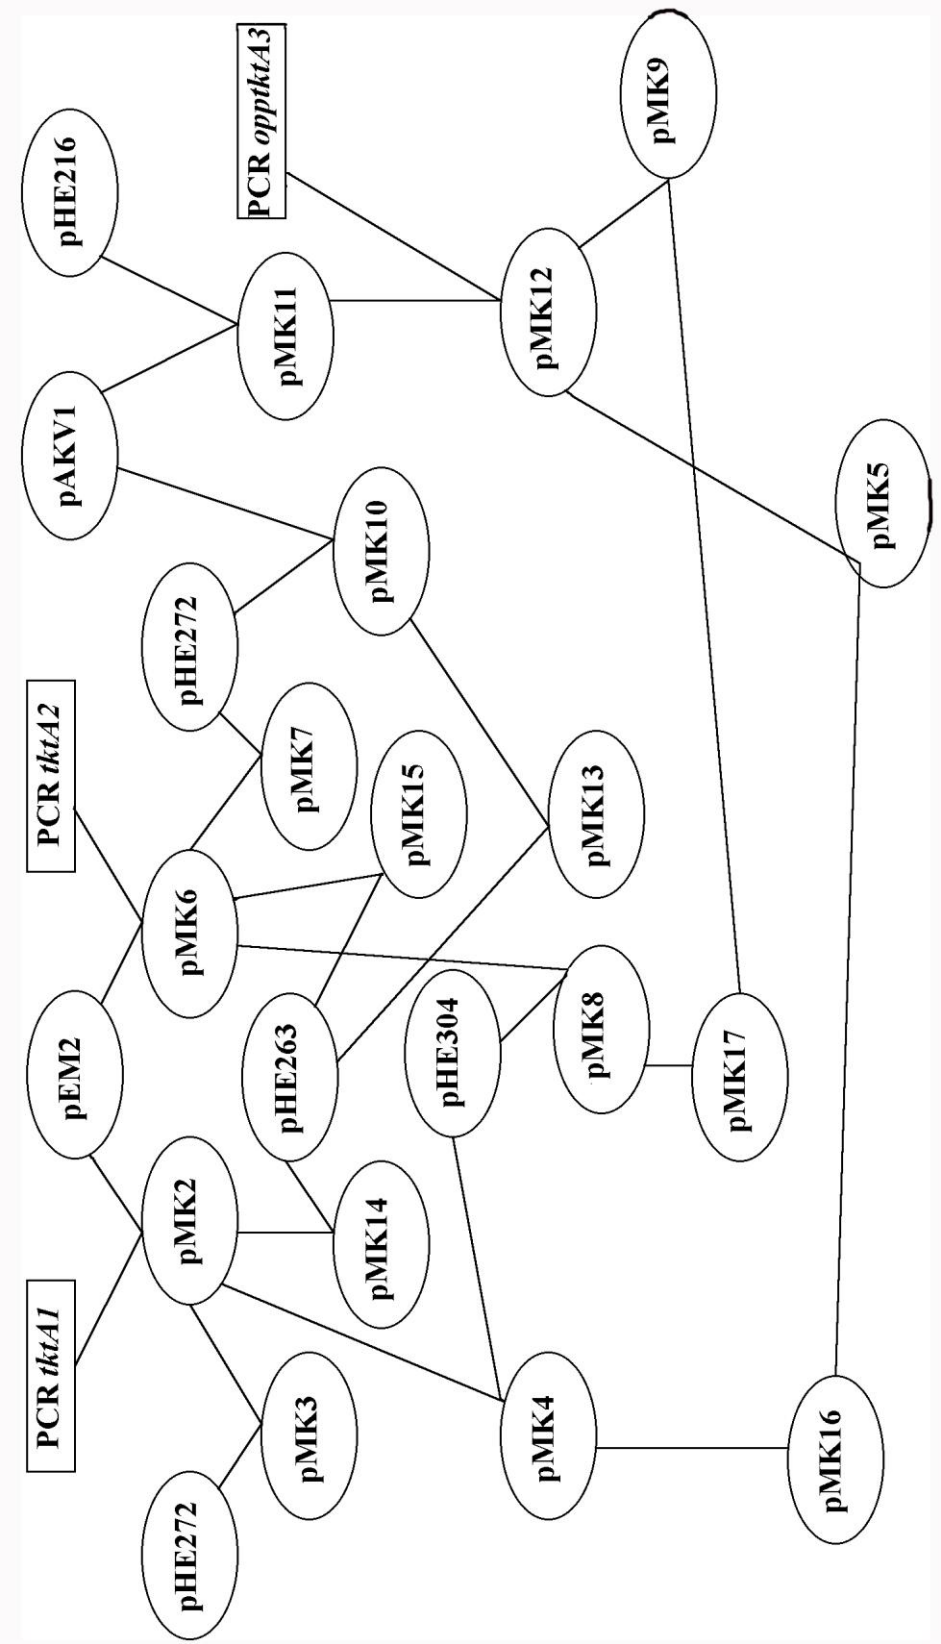 PCR tktA1
PCR tktA2
pEM2
pHE272
pMK2
pMK6
pHE272
pAKV1
pHE216
pMK3
pHE263
pMK7
pMK11
PCR opptktA3
pMK14
pMK15
pMK10
pHE304
pMK4
pMK8
pMK13
pMK12
pMK9
pMK17
pMK16
pMK5